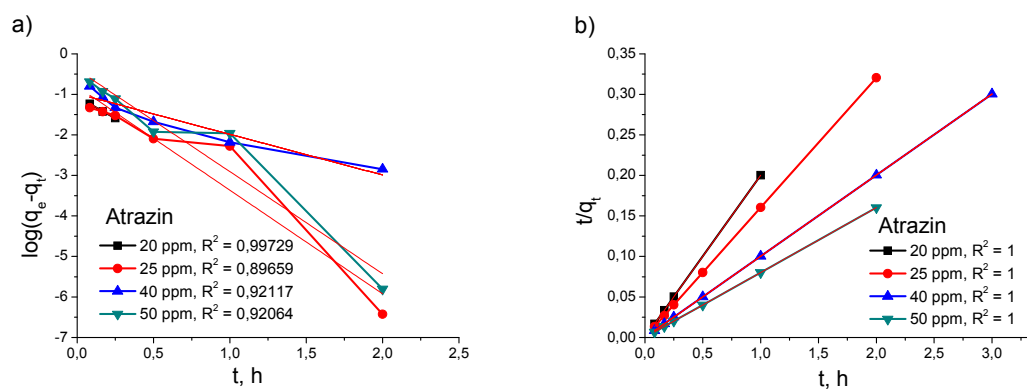 a)
0
-1
-2
-3
-4
-5
-6
-7
log(qₑ-qₜ)
Atrazin
20 ppm, R² = 0,99729
25 ppm, R² = 0,89659
40 ppm, R² = 0,92117
50 ppm, R² = 0,92064
0,0 0,5 1,0 1,5 2,0 2,5
t, h
b)
0,35
0,30
0,25
0,20
0,15
0,10
0,05
0,00
t/qₜ
Atrazin
20 ppm, R² = 1
25 ppm, R² = 1
40 ppm, R² = 1
50 ppm, R² = 1
0,0 0,5 1,0 1,5 2,0 2,5 3,0
t, h